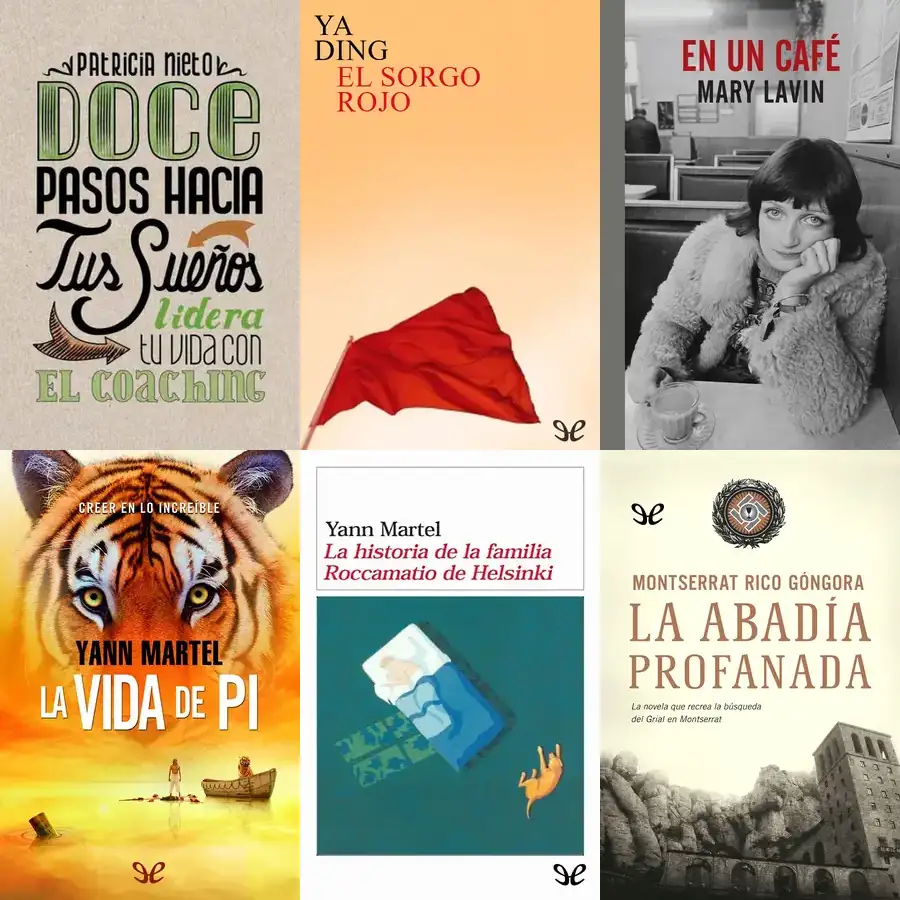 PATRICIA NIETO
DOCE
PASOS HACIA
Tus Sueños
lidera
tu vida con
EL COACHING
YA
DING
EL SORGO
ROJO
EN UN CAFÉ
MARY LAVIN
CREER EN LO INCREÍBLE
YANN MARTEL
LA VIDA DE PI
Yann Martel
La historia de la familia
Roccamatio de Helsinki
MONTSERRAT RICO GÓNGORA
LA ABADÍA
PROFANADA
La novela que recrea la búsqueda
del Grial en Montserrat